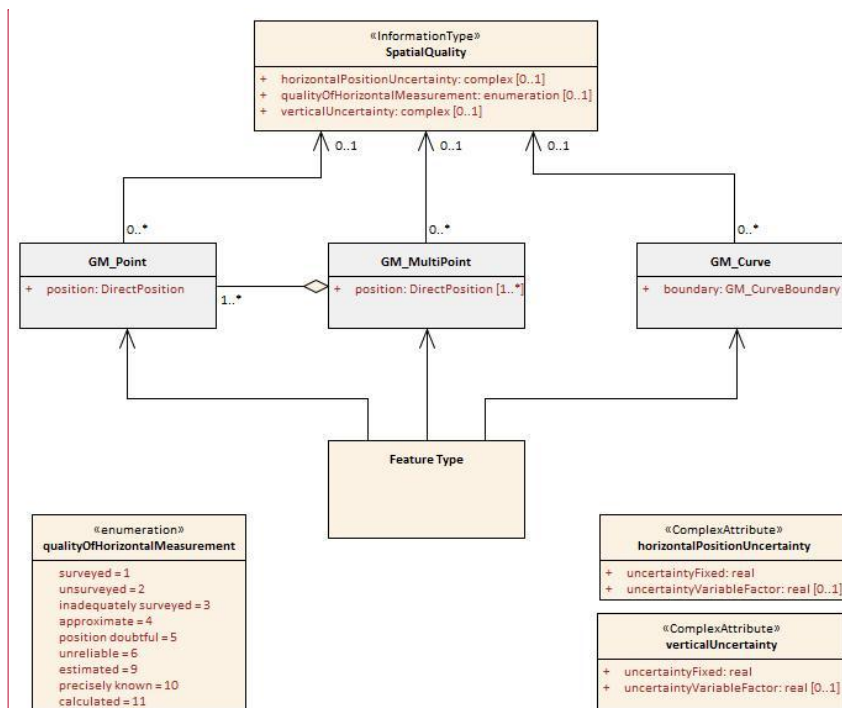 «InformationType»
SpatialQuality
+ horizontalPositionUncertainty: complex [0..1]
+ qualityOfHorizontalMeasurement: enumeration [0..1]
+ verticalUncertainty: complex [0..1]
0..1
0..1
0..1
0..*
0..*
0..*
GM_Point
+ position: DirectPosition
1..*
GM_MultiPoint
+ position: DirectPosition [1..*]
GM_Curve
+ boundary: GM_CurveBoundary
Feature Type
«enumeration»
qualityOfHorizontalMeasurement
surveyed = 1
unsurveyed = 2
inadequately surveyed = 3
approximate = 4
position doubtful = 5
unreliable = 6
estimated = 9
precisely known = 10
calculated = 11
«ComplexAttribute»
horizontalPositionUncertainty
+ uncertaintyFixed: real
+ uncertaintyVariableFactor: real [0..1]
«ComplexAttribute»
verticalUncertainty
+ uncertaintyFixed: real
+ uncertaintyVariableFactor: real [0..1]